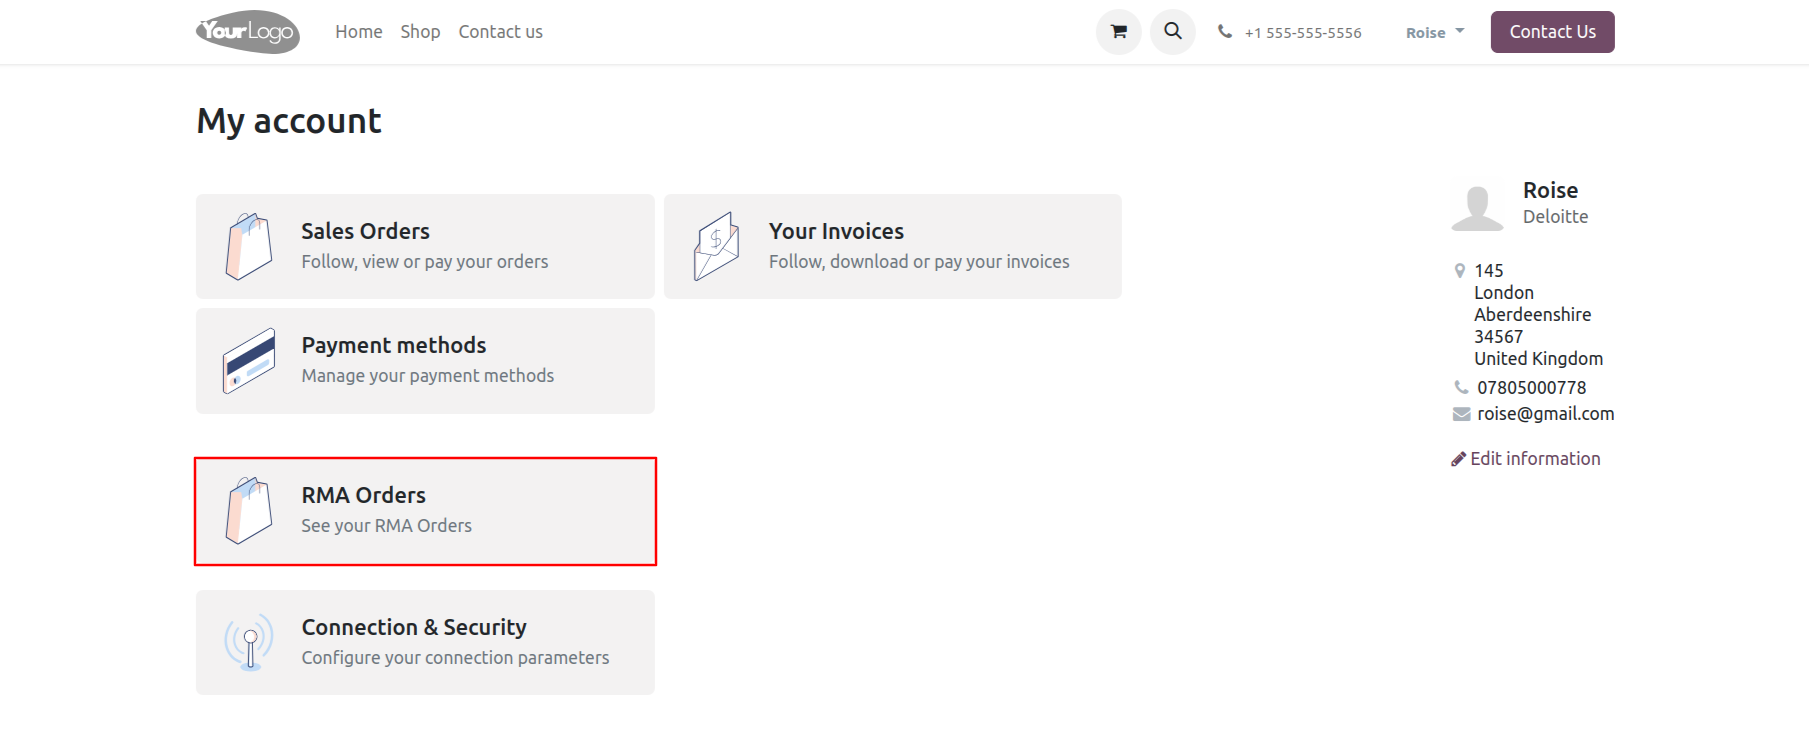 YourLogo
Home Shop Contact us
+1 555-555-5556
Roise
Contact Us
My account
Sales Orders
Follow, view or pay your orders
Your Invoices
Follow, download or pay your invoices
Payment methods
Manage your payment methods
RMA Orders
See your RMA Orders
Connection & Security
Configure your connection parameters
Roise
Deloitte
145
London
Aberdeenshire
34567
United Kingdom
07805000778
roise@gmail.com
Edit information
$